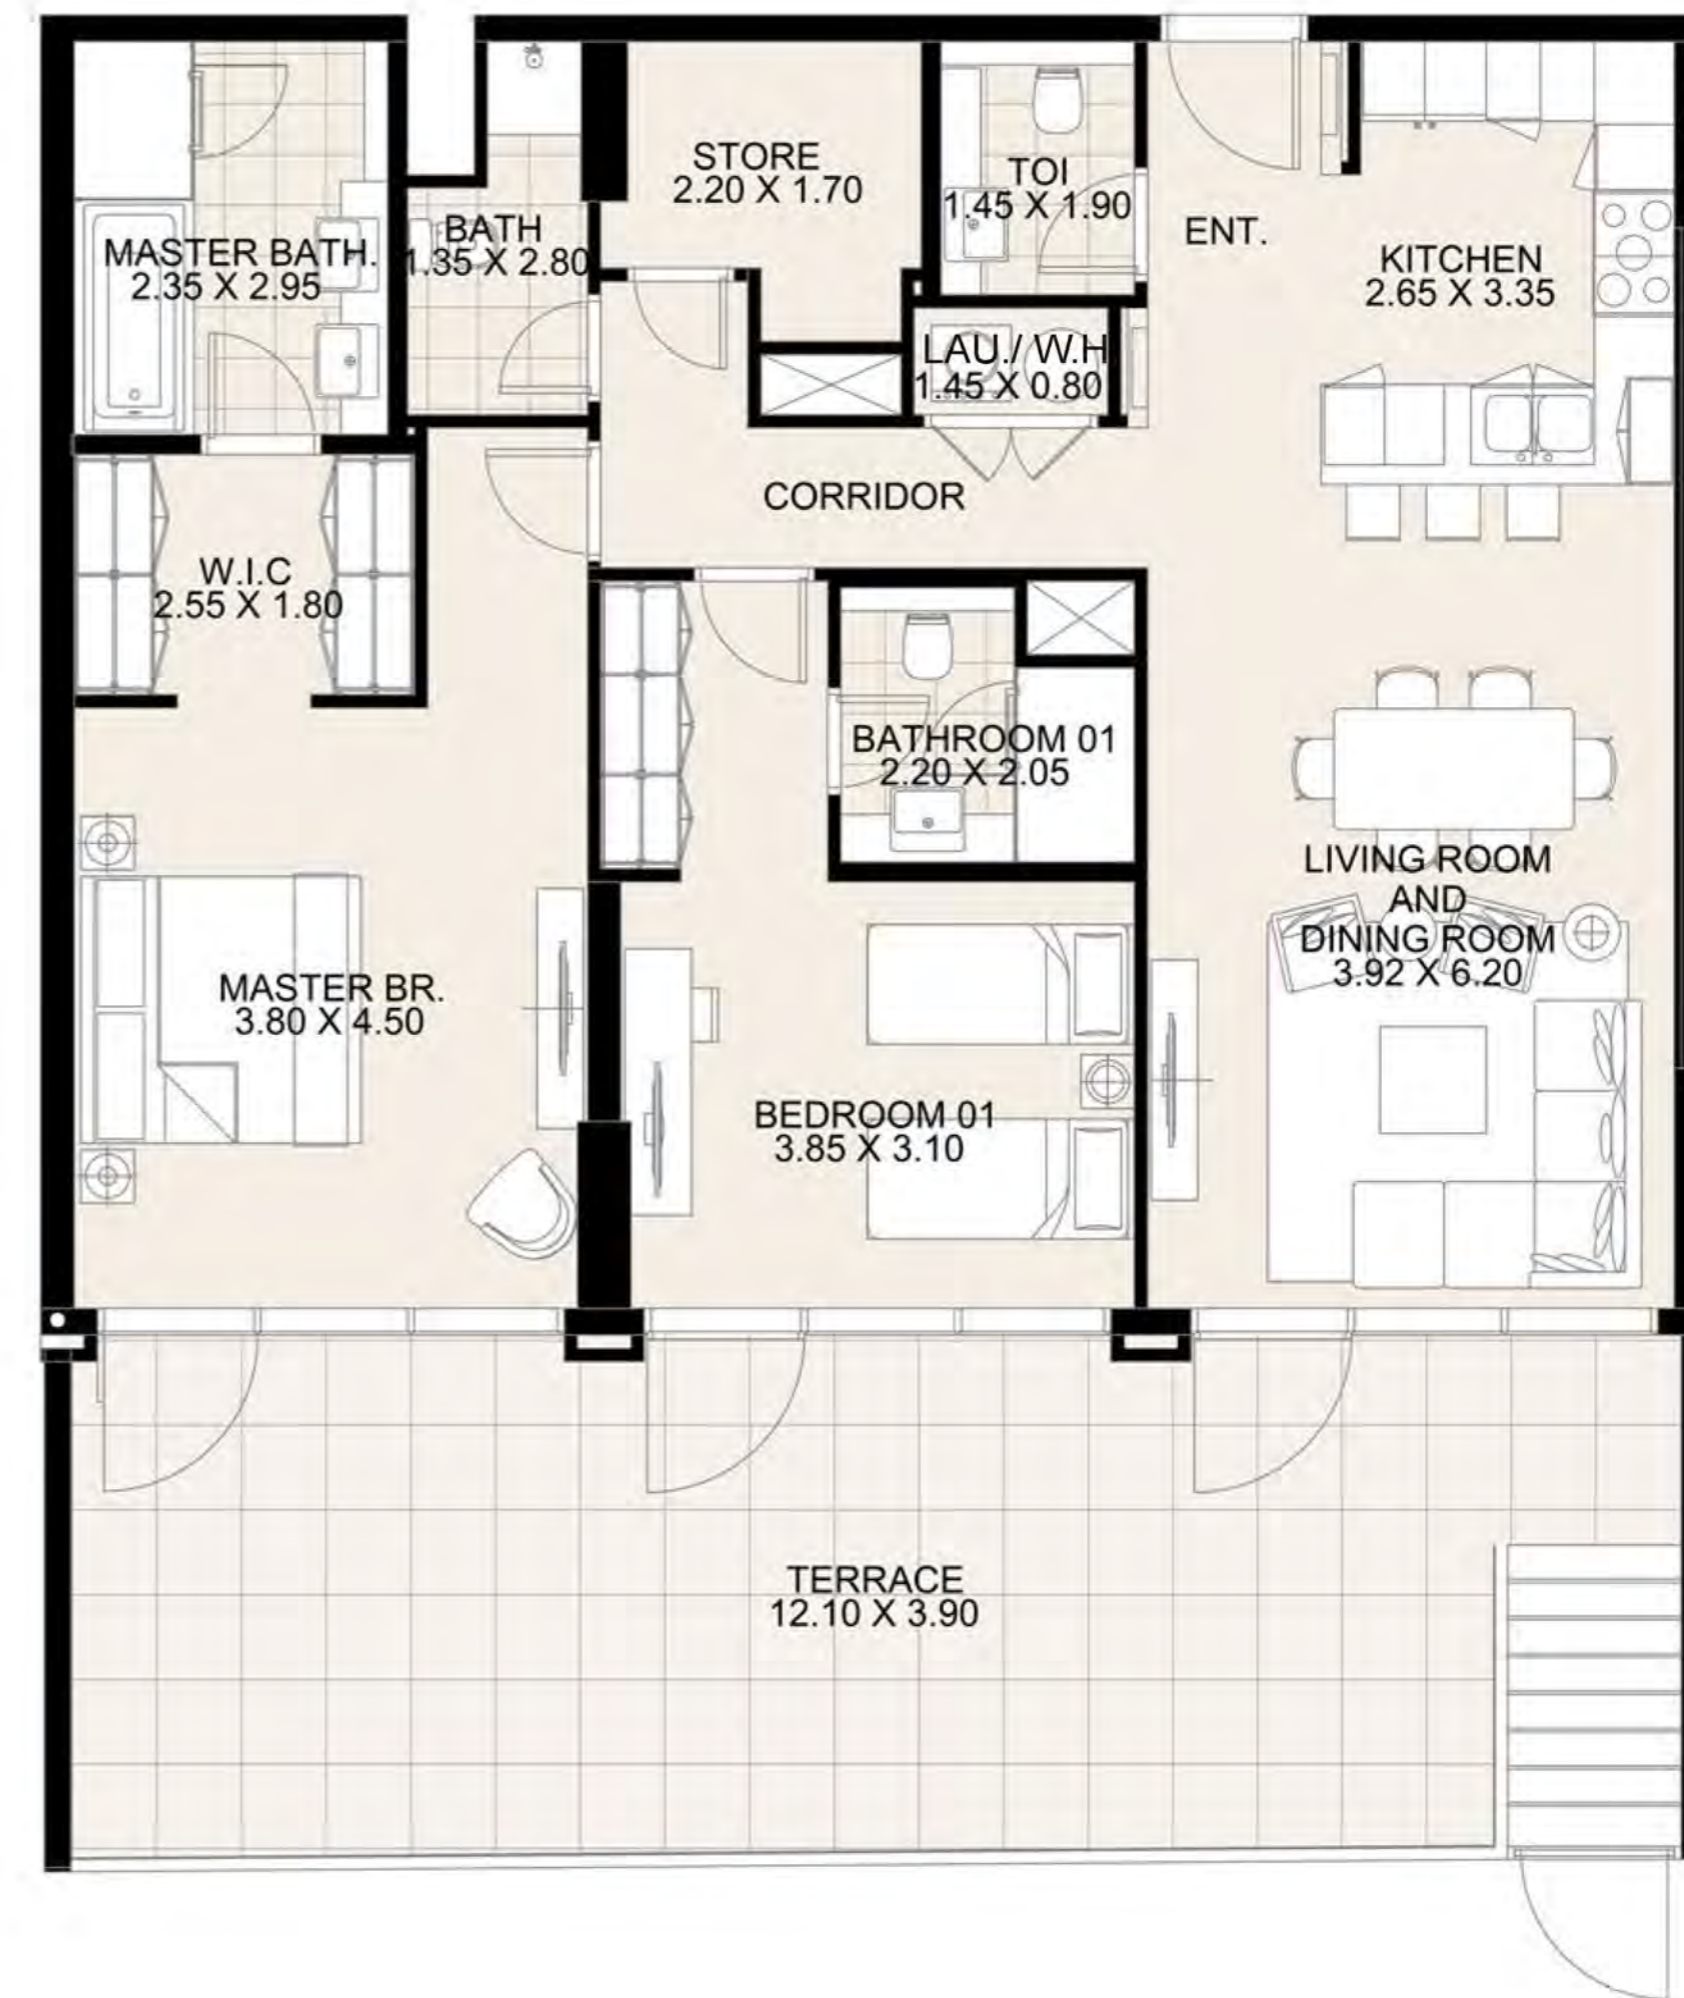 STORE
2.20 X 1.70
TOI
1.45 X 1.90
ENT.
MASTER BATH.
2.35 X 2.95
BATH
1.35 X 2.80
KITCHEN
2.65 X 3.35
LAU./ W.H
1.45 X 0.80
CORRIDOR
W.I.C
2.55 X 1.80
BATHROOM 01
2.20 X 2.05
LIVING ROOM
AND
DINING ROOM
3.92 X 6.20
MASTER BR.
3.80 X 4.50
BEDROOM 01
3.85 X 3.10
TERRACE
12.10 X 3.90